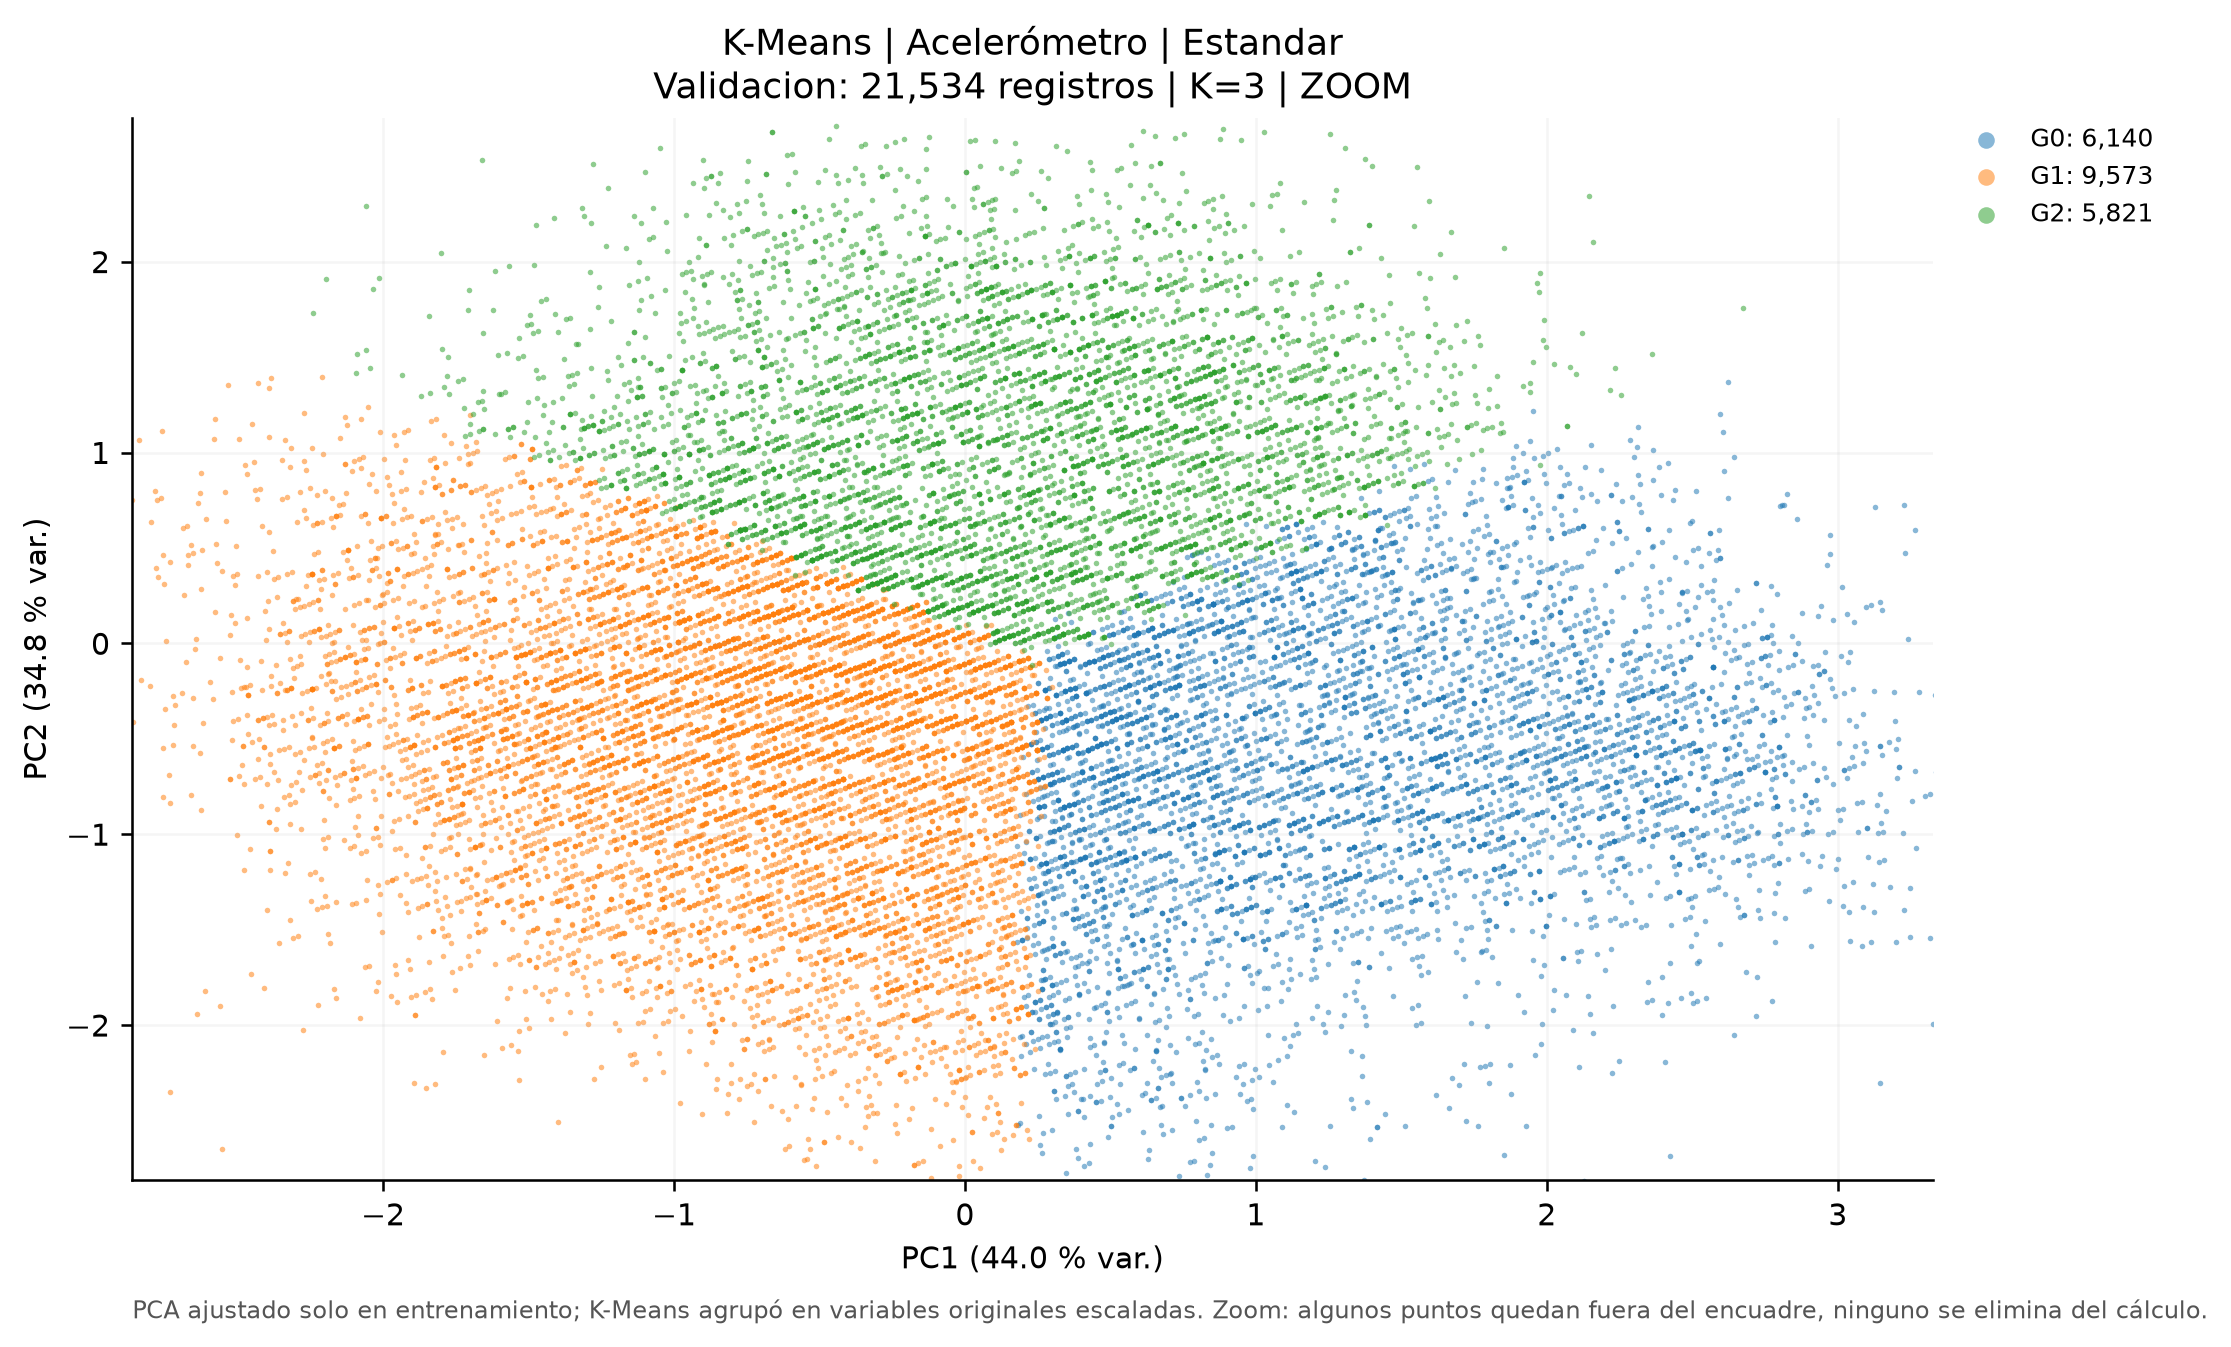 K-Means | Acelerómetro | Estandar
Validacion: 21,534 registros | K=3 | ZOOM
G0: 6,140
G1: 9,573
G2: 5,821
PC2 (34.8 % var.)
2
1
0
−1
−2
−2
−1
0
1
2
3
PC1 (44.0 % var.)
PCA ajustado solo en entrenamiento; K-Means agrupó en variables originales escaladas. Zoom: algunos puntos quedan fuera del encuadre, ninguno se elimina del cálculo.